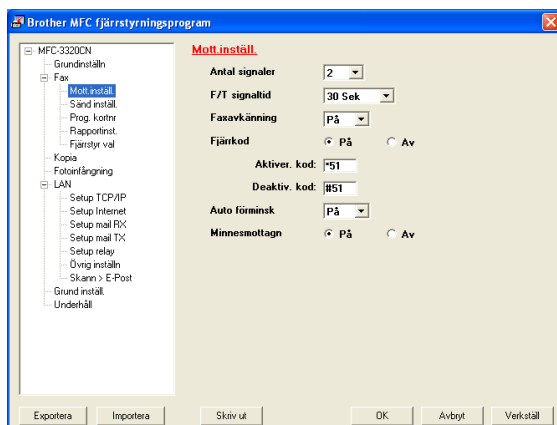 Brother MFC fjärrstyrningsprogram
MFC-3320CN
Grundinställn
Fax
Mott.inställ.
Sänd inställ.
Prog. kortnr
Rapportinst.
Fjärrstyr val
Kopia
Fotoinfångning
LAN
Setup TCP/IP
Setup Internet
Setup mail RX
Setup mail TX
Setup relay
Övrig inställn
Skann > E-Post
Grund inställ.
Underhåll
Mott.inställ.
Antal signaler 2
F/T signaltid 30 Sek
Faxavkänning På
Fjärrkod På Av
Aktiver. kod: *51
Deaktiv. kod: #51
Auto förminsk På
Minnesmottagn På Av
Exportera Importera Skriv ut OK Avbryt Verkställ